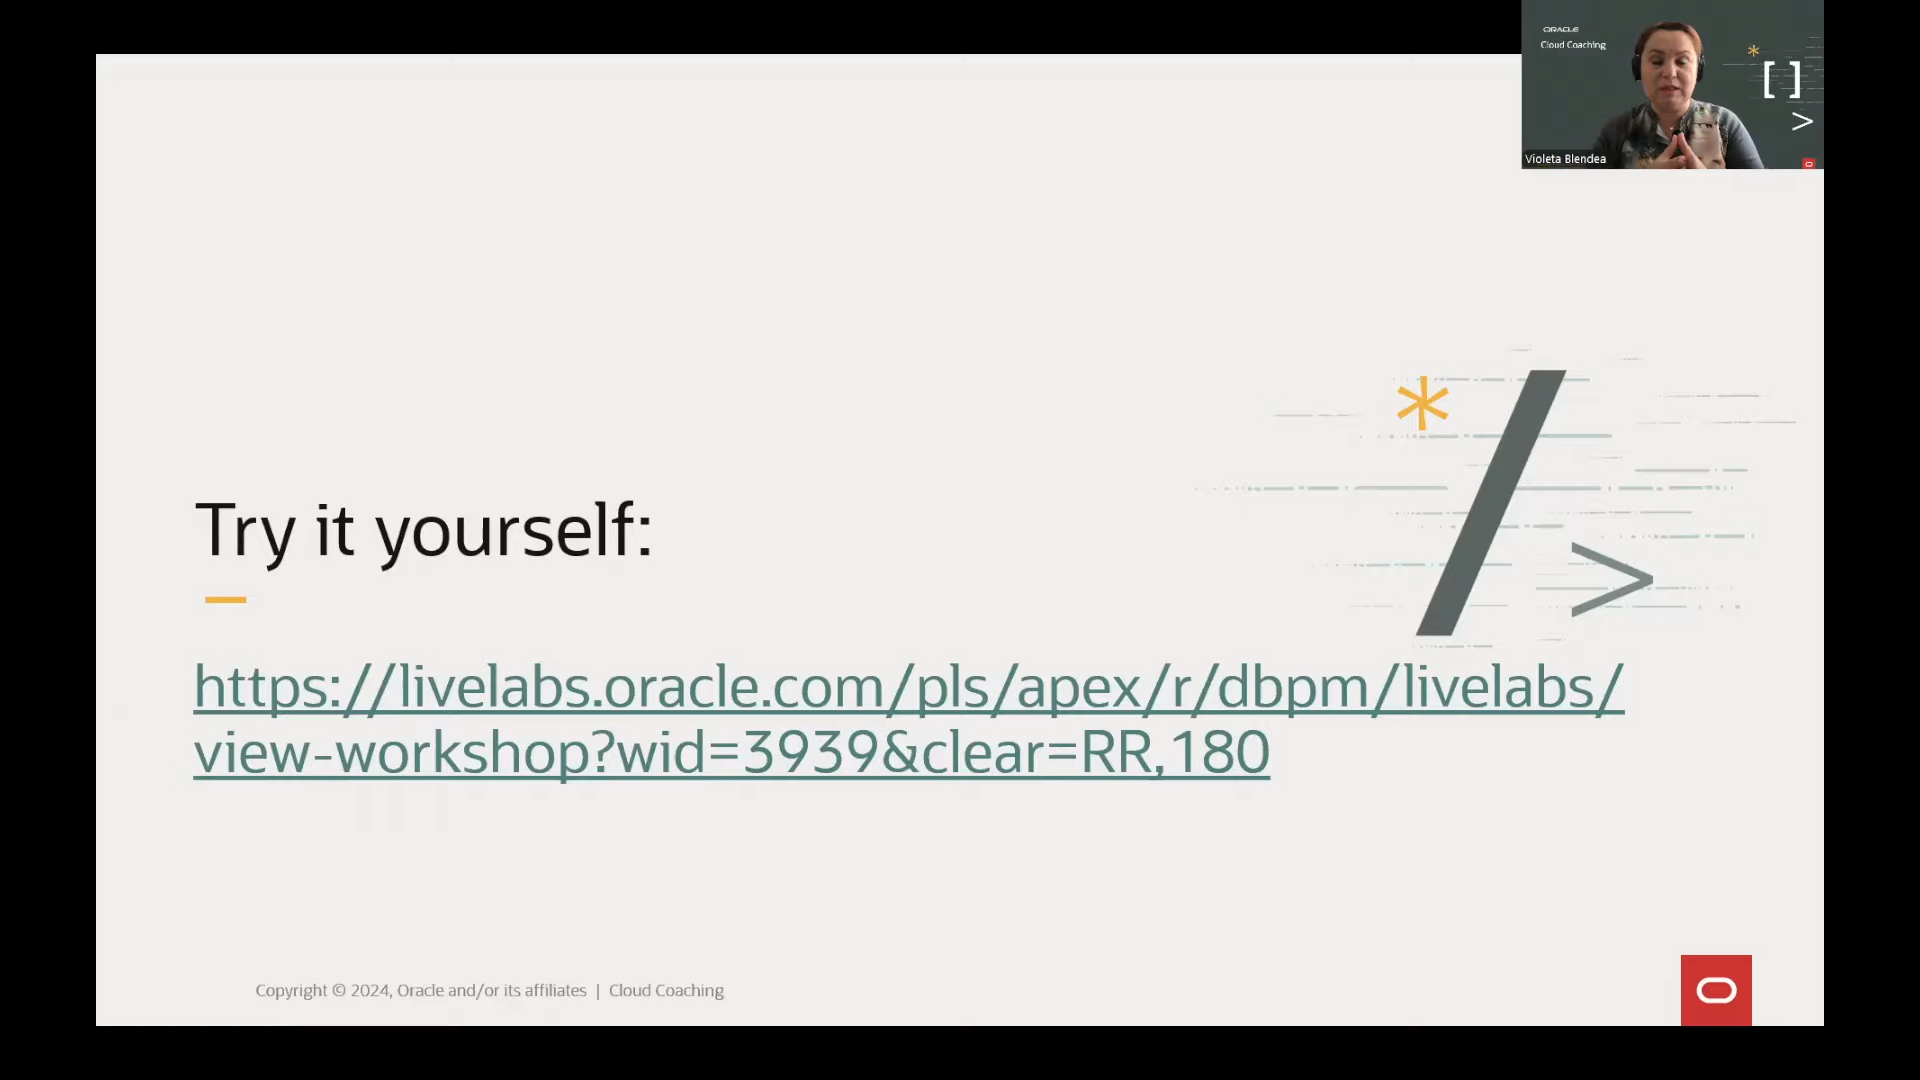 ORACLE
Cloud Coaching
*
[ ]
>
Violeta Blendea
* / >
Try it yourself:
https://livelabs.oracle.com/pls/apex/r/dbpm/livelabs/
view-workshop?wid=3939&clear=RR,180
Copyright © 2024, Oracle and/or its affiliates | Cloud Coaching